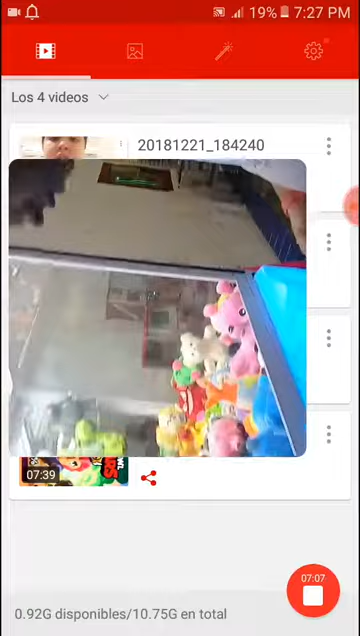 19% 7:27 PM
Los 4 videos
20181221_184240
07:39
07:07
0.92G disponibles/10.75G en total